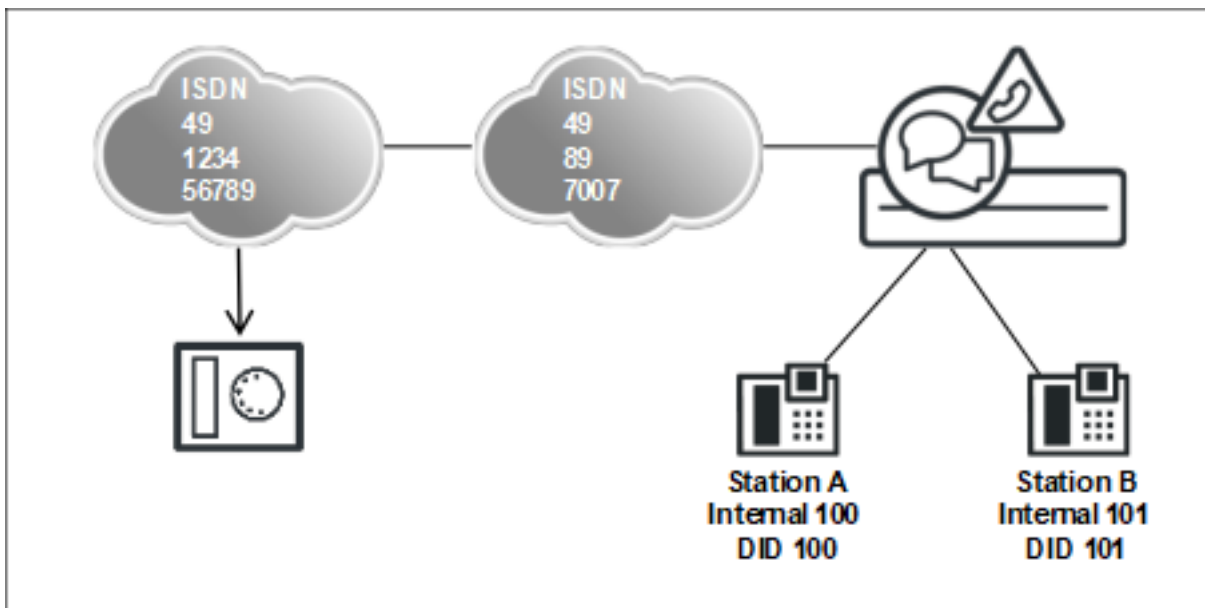 ISDN
49
1234
56789
ISDN
49
89
7007
Station A
Internal 100
DID 100
Station B
Internal 101
DID 101